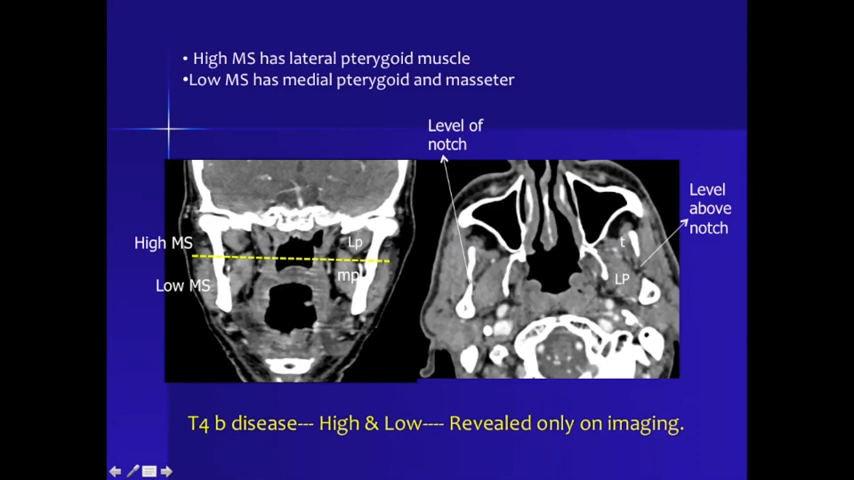 • High MS has lateral pterygoid muscle
•Low MS has medial pterygoid and masseter
Level of
notch
Level
above
notch
High MS
Lp
t
mp
LP
Low MS
T4 b disease--- High & Low---- Revealed only on imaging.